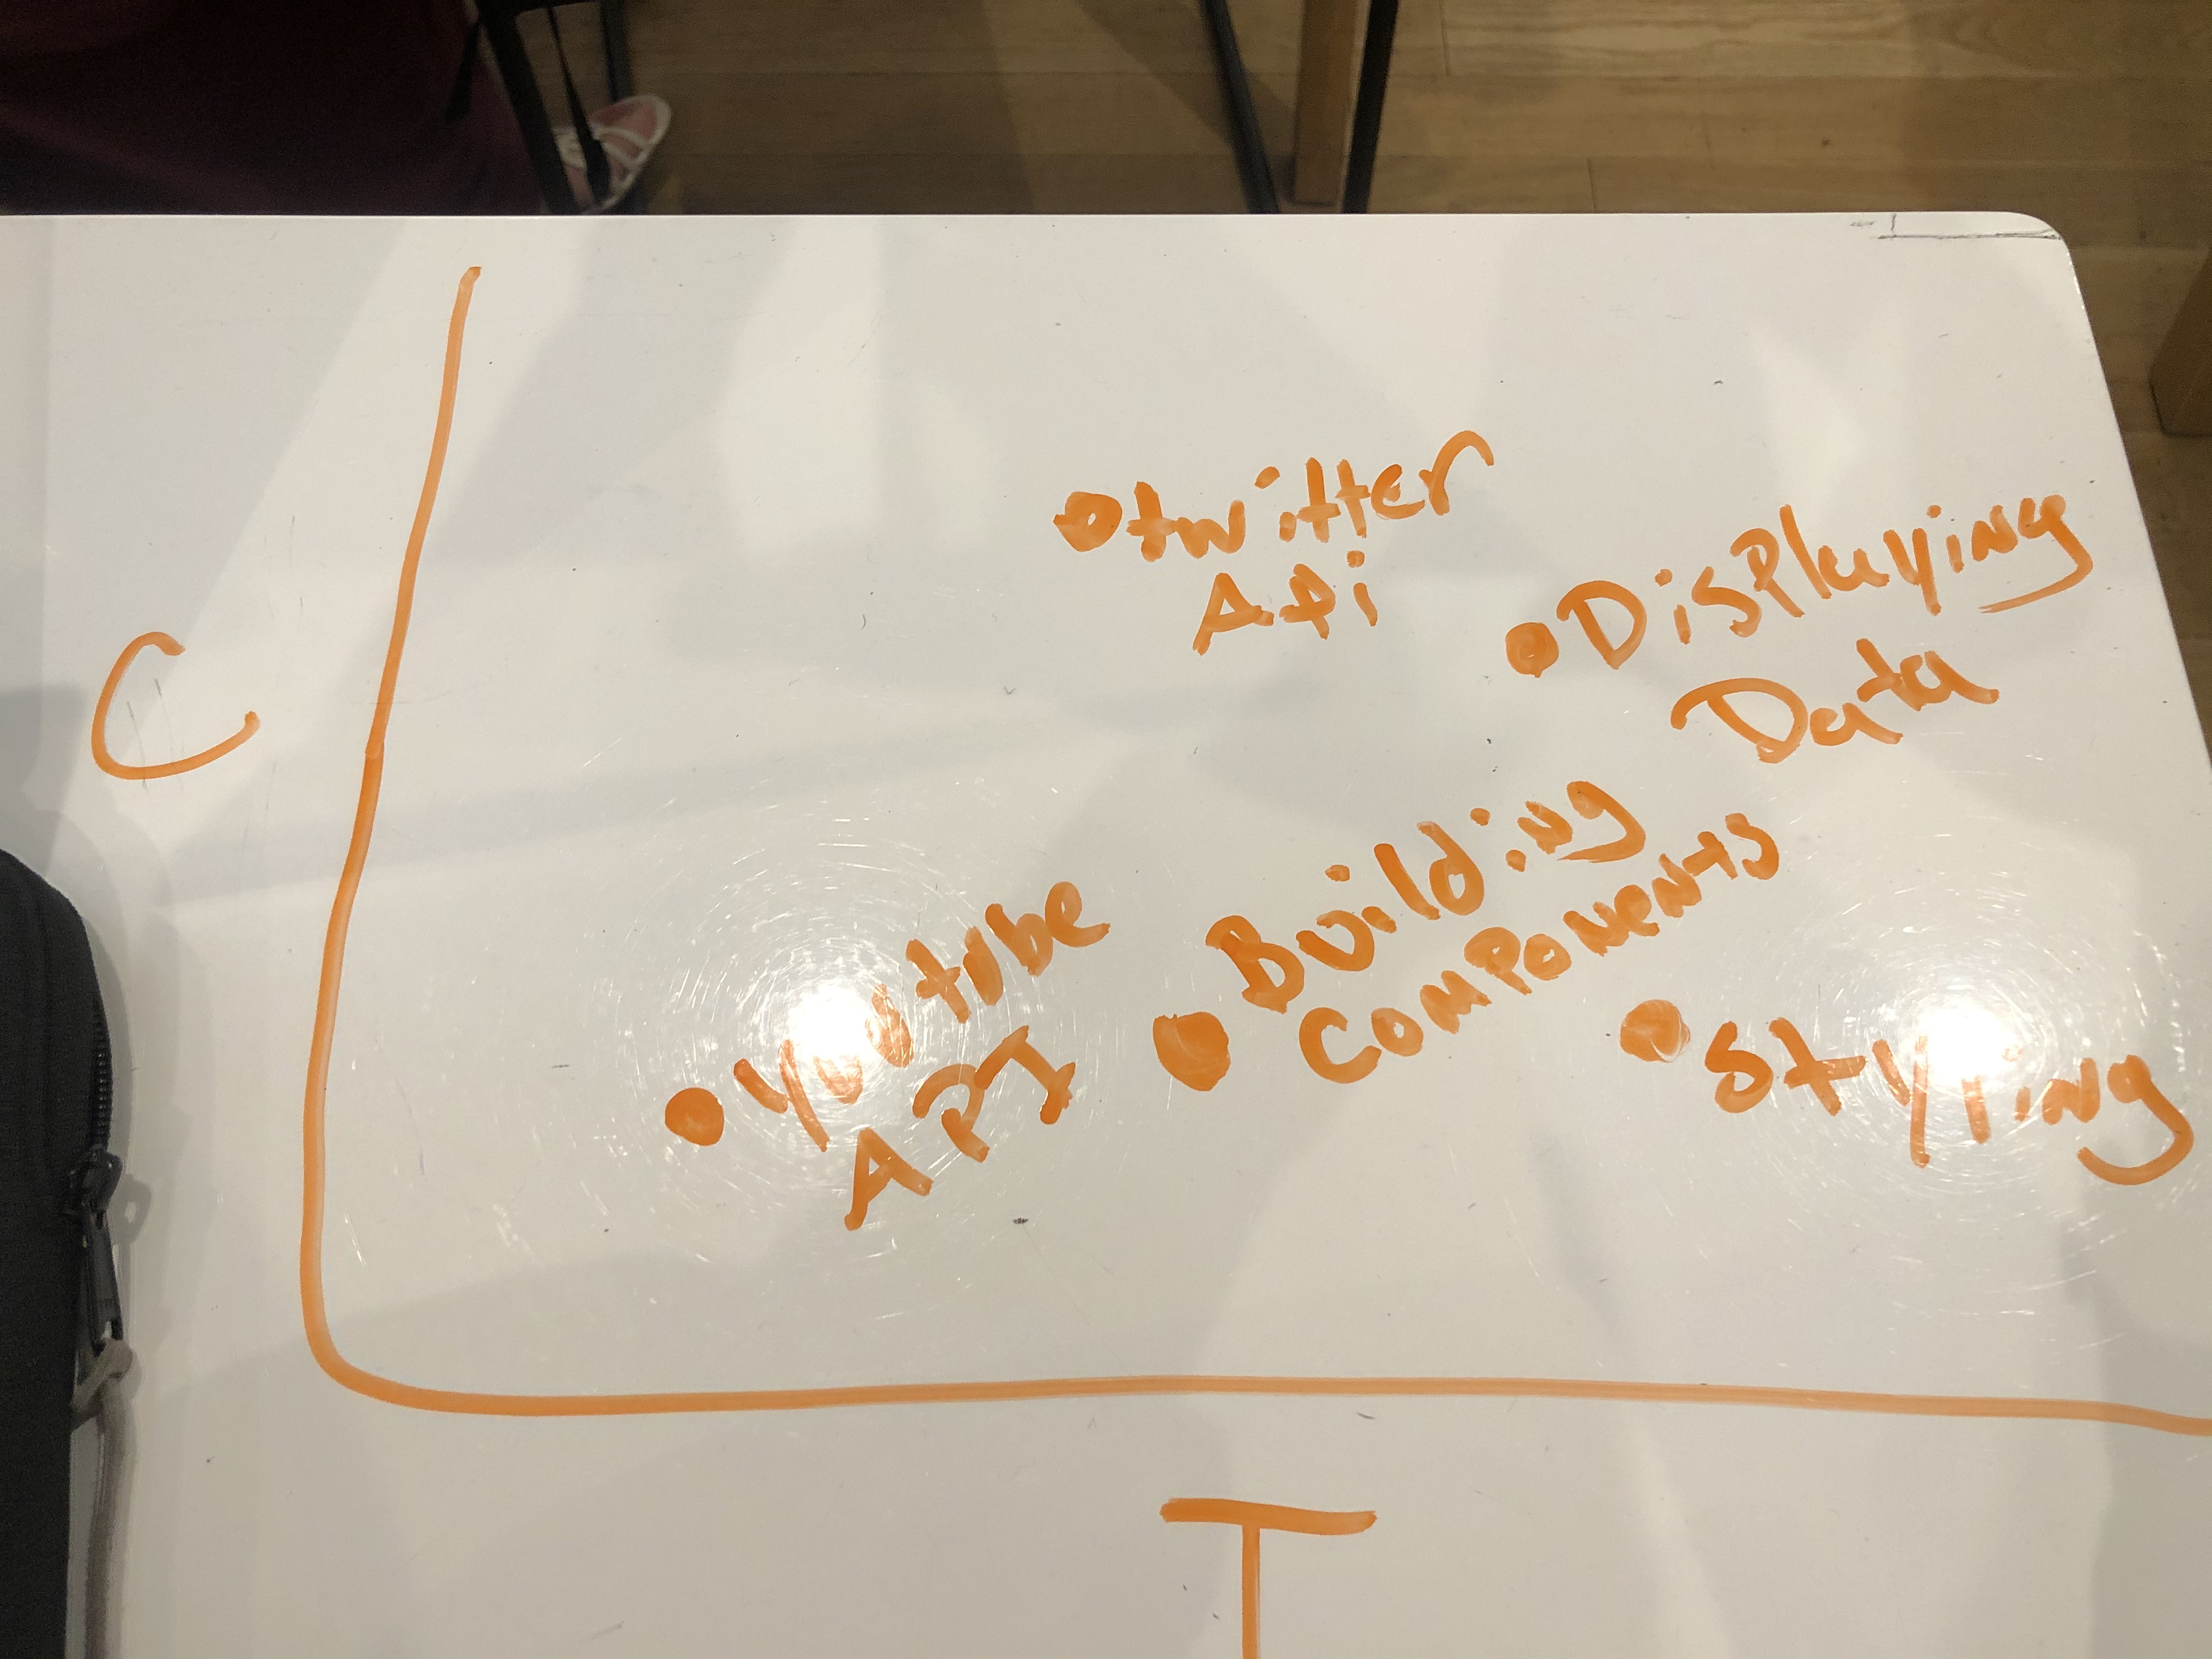 C
twitter
Api
Displaying
Data
Youtube
API
Building
Components
Styling
T